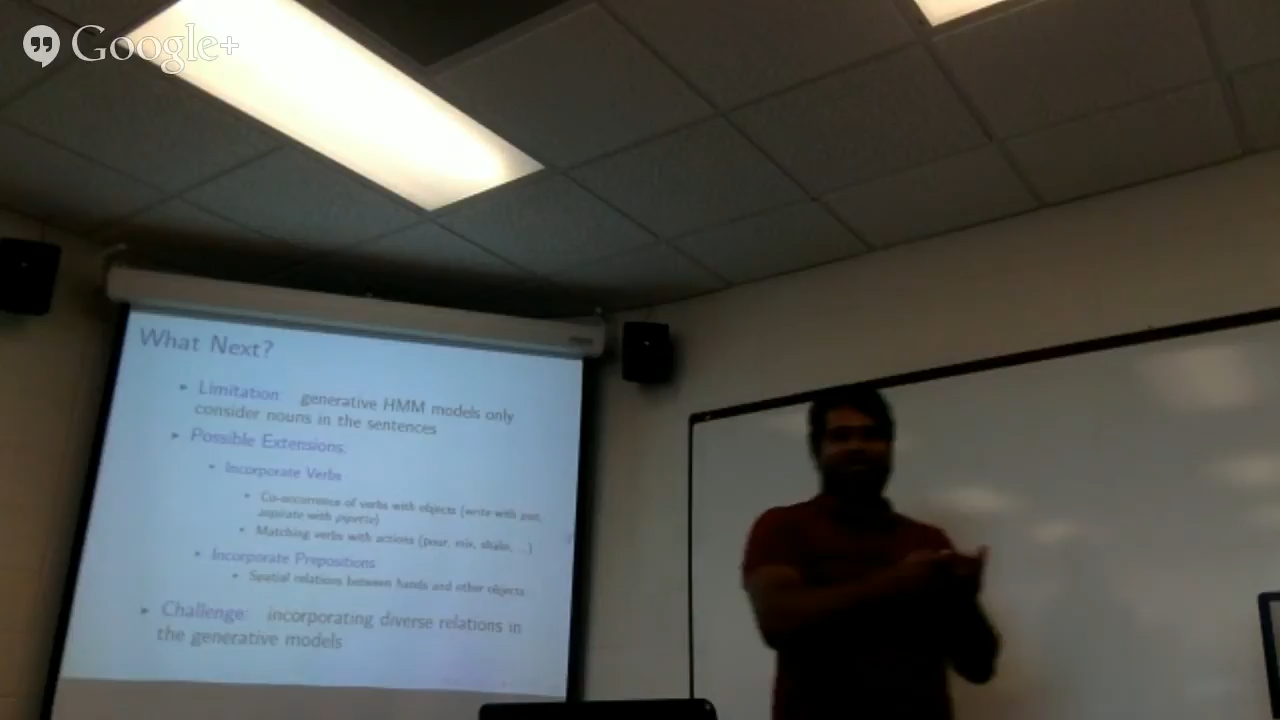 Google+
What Next?
Limitation: generative HMM models only
consider nouns in the sentences
Possible Extensions:
Incorporate Verbs
Co-occurrence of verbs with objects (write with pen,
aspirate with pipette)
Matching verbs with actions (pour, mix, shake, ...)
Incorporate Prepositions
Spatial relations between hands and other objects
Challenge: incorporating diverse relations in
the generative models